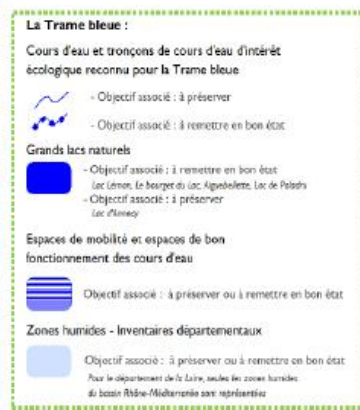 La Trame bleue :
Cours d'eau et tronçons de cours d'eau d'intérêt
écologique reconnu pour la Trame bleue
- Objectif associé : à préserver
- Objectif associé : à remettre en bon état
Grands lacs naturels
- Objectif associé : à remettre en bon état
Lac Léman, Le bourget du Lac, Aiguebelette, Lac de Paladru
- Objectif associé : à préserver
Lac d'Annecy
Espaces de mobilité et espaces de bon
fonctionnement des cours d'eau
Objectif associé : à préserver ou à remettre en bon état
Zones humides - Inventaires départementaux
Objectif associé : à préserver ou à remettre en bon état
Pour le département de la Loire, seules les zones humides
du bassin Rhône-Méditerranée sont représentées